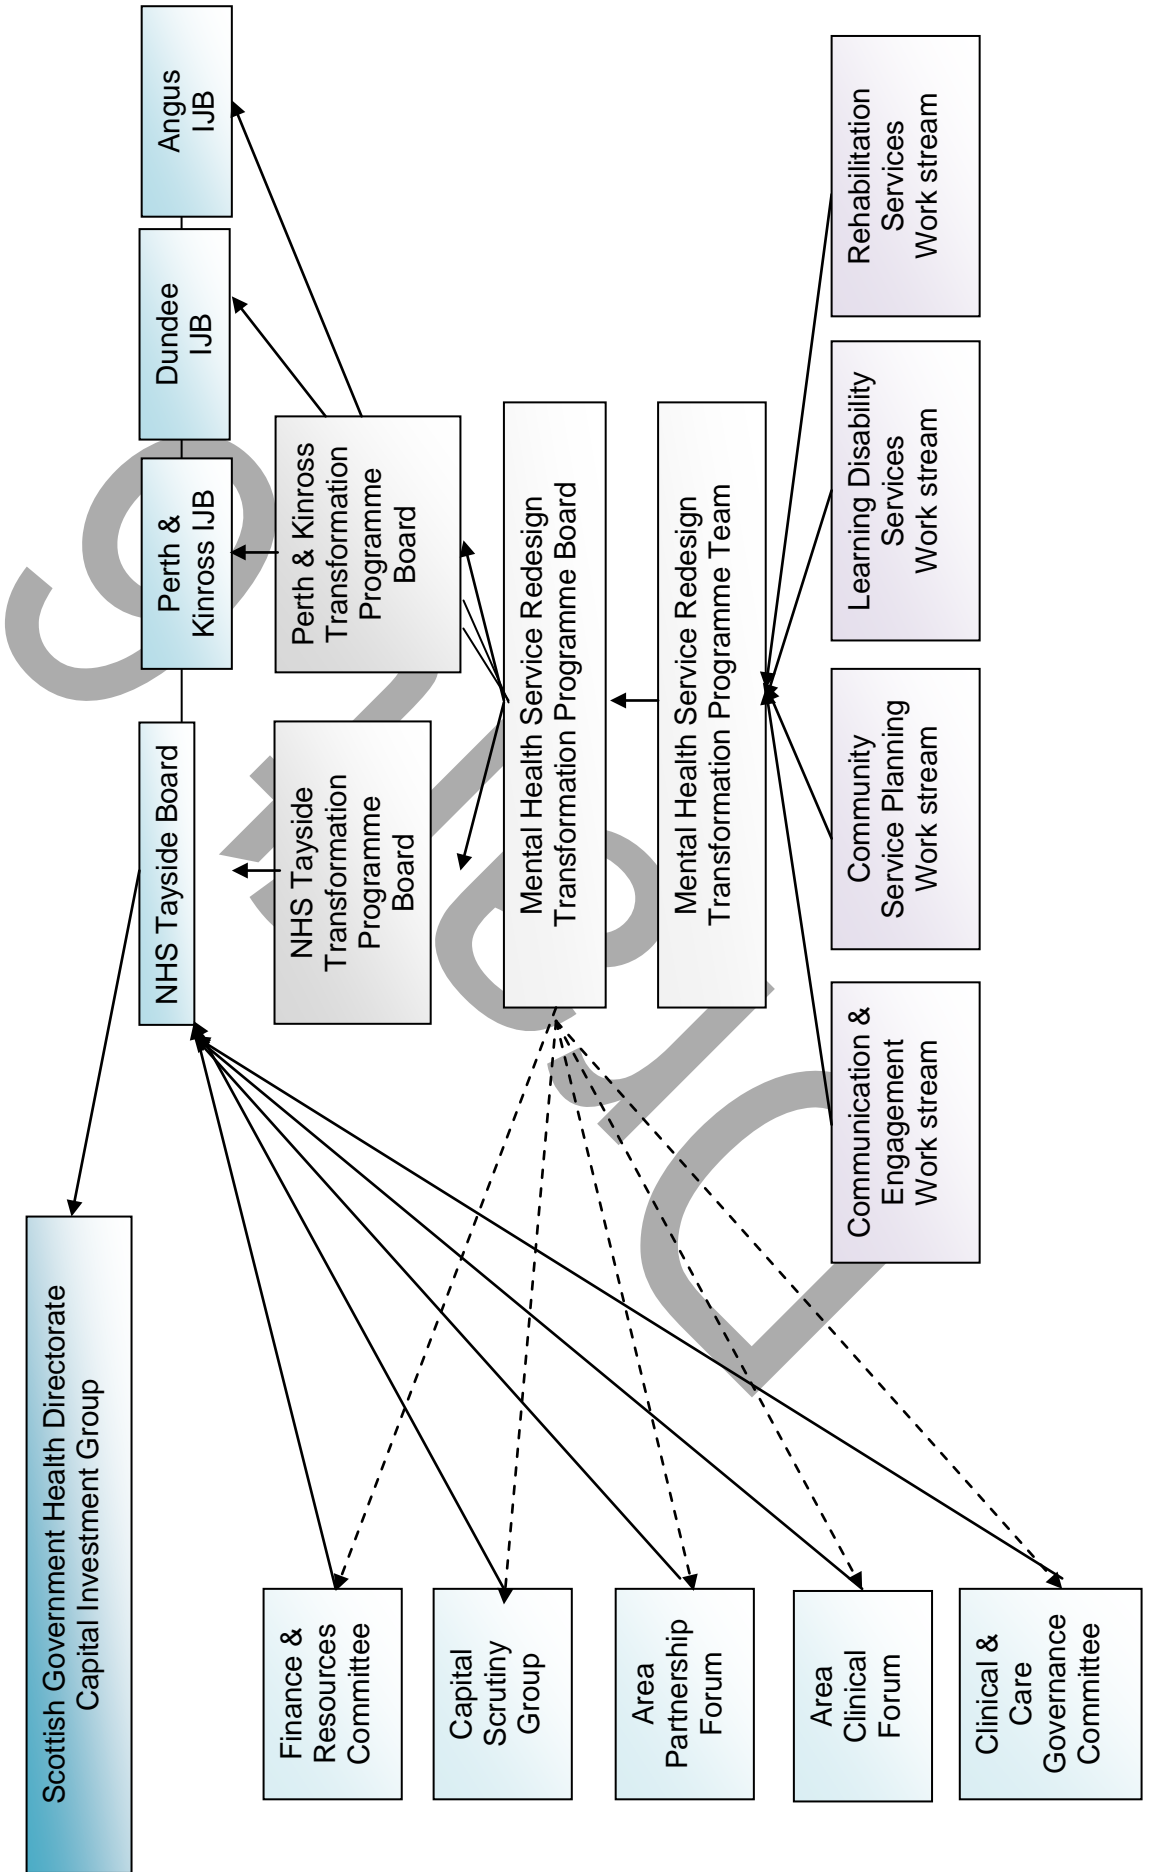 Scottish Government Health Directorate
Capital Investment Group
NHS Tayside Board
Perth &
Kinross IJB
Dundee
IJB
Angus
IJB
Finance &
Resources
Committee
Capital
Scrutiny
Group
Area
Partnership
Forum
Area
Clinical
Forum
Clinical &
Care
Governance
Committee
NHS Tayside
Transformation
Programme
Board
Perth & Kinross
Transformation
Programme
Board
Mental Health Service Redesign
Transformation Programme Board
Mental Health Service Redesign
Transformation Programme Team
Communication &
Engagement
Work stream
Community
Service Planning
Work stream
Learning Disability
Services
Work stream
Rehabilitation
Services
Work stream